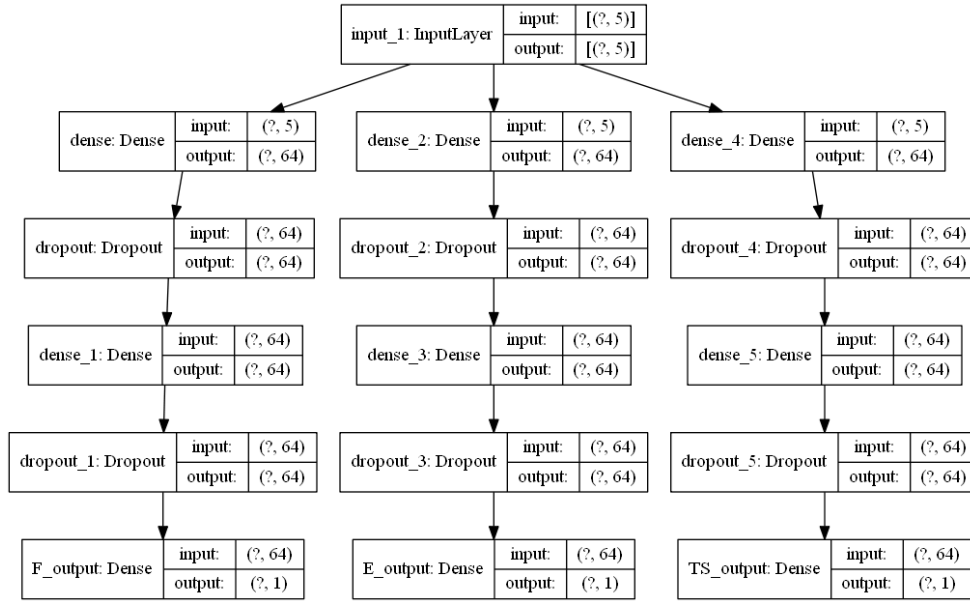 input_1: InputLayer
input: [(?, 5)]
output: [(?, 5)]
dense: Dense
input: (?, 5)
output: (?, 64)
dense_2: Dense
input: (?, 5)
output: (?, 64)
dense_4: Dense
input: (?, 5)
output: (?, 64)
dropout: Dropout
input: (?, 64)
output: (?, 64)
dropout_2: Dropout
input: (?, 64)
output: (?, 64)
dropout_4: Dropout
input: (?, 64)
output: (?, 64)
dense_1: Dense
input: (?, 64)
output: (?, 64)
dense_3: Dense
input: (?, 64)
output: (?, 64)
dense_5: Dense
input: (?, 64)
output: (?, 64)
dropout_1: Dropout
input: (?, 64)
output: (?, 64)
dropout_3: Dropout
input: (?, 64)
output: (?, 64)
dropout_5: Dropout
input: (?, 64)
output: (?, 64)
F_output: Dense
input: (?, 64)
output: (?, 1)
E_output: Dense
input: (?, 64)
output: (?, 1)
TS_output: Dense
input: (?, 64)
output: (?, 1)